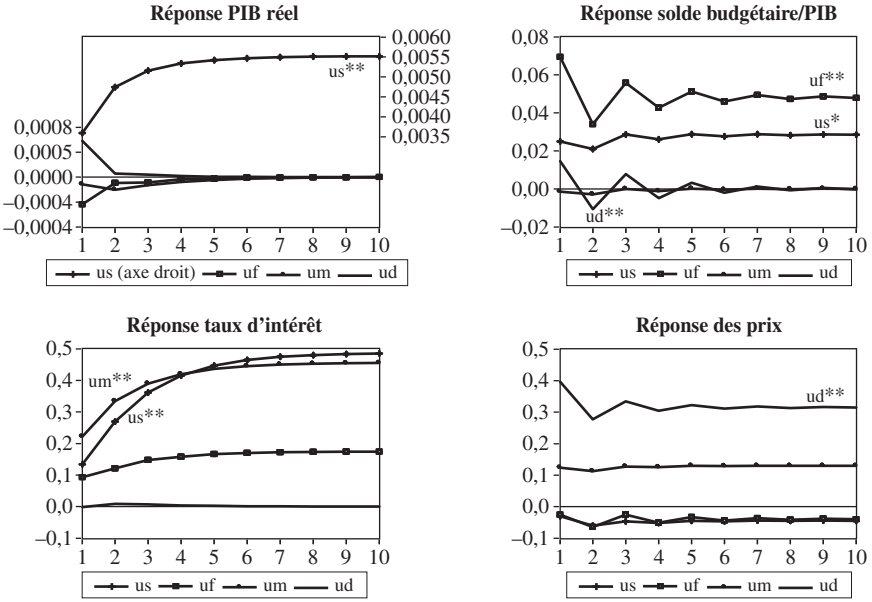 Réponse PIB réel
0,0060
0,0055
0,0050
0,0045
0,0040
0,0035
0,0008
0,0005
0,0000
–0,0004
–0,0004
us**
1 2 3 4 5 6 7 8 9 10
us (axe droit) uf um ud
Réponse solde budgétaire/PIB
0,08
0,06
0,04
0,02
0,00
–0,02
uf**
us*
ud**
1 2 3 4 5 6 7 8 9 10
us uf um ud
Réponse taux d'intérêt
0,5
0,4
0,3
0,2
0,1
0,0
–0,1
um**
us**
1 2 3 4 5 6 7 8 9 10
us uf um ud
Réponse des prix
0,5
0,4
0,3
0,2
0,1
0,0
–0,1
ud**
1 2 3 4 5 6 7 8 9 10
us uf um ud